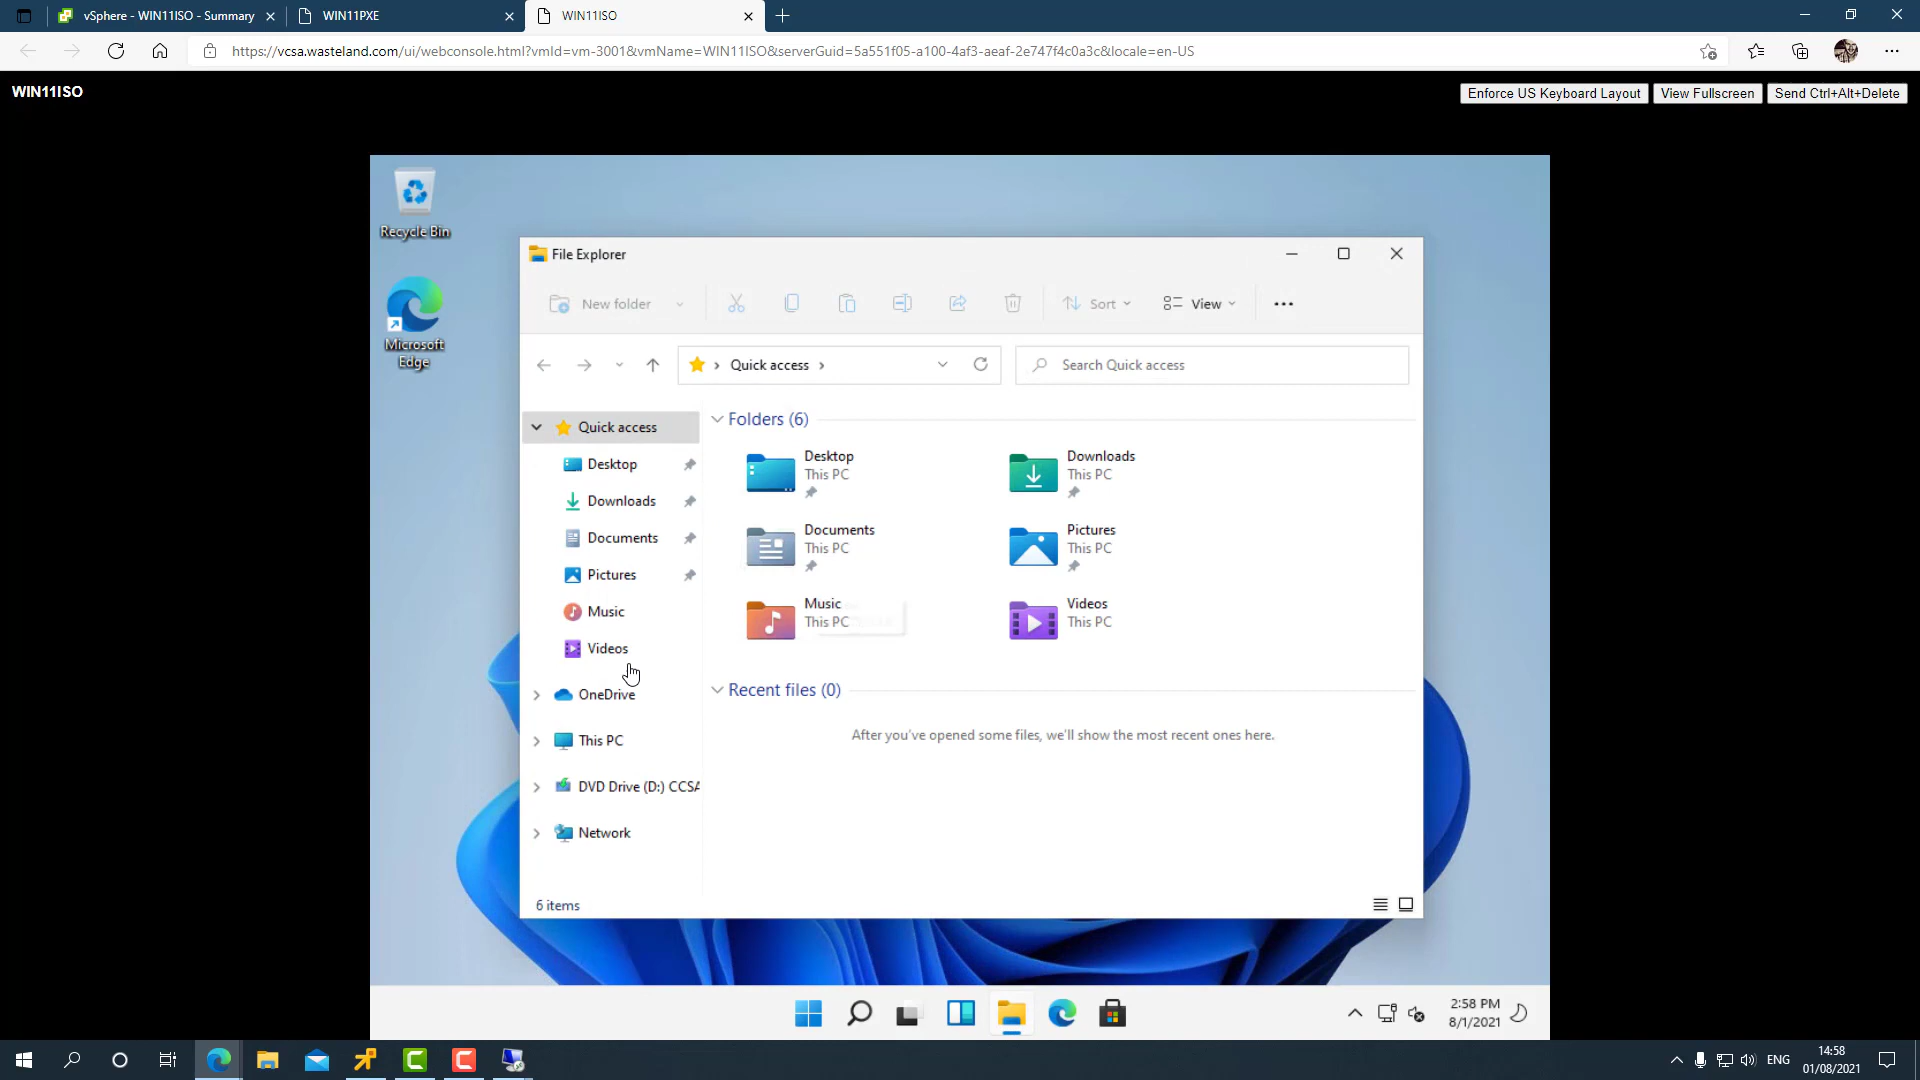 vSphere - WIN11ISO - Summary
WIN11PXE
WIN11ISO
https://vcsa.wasteland.com/ui/webconsole.html?vmId=vm-3001&vmName=WIN11ISO&serverGuid=5a551f05-a100-4af3-aeaf-2e747f4c0a3c&locale=en-US
WIN11ISO
Enforce US Keyboard Layout
View Fullscreen
Send Ctrl+Alt+Delete
Recycle Bin
Microsoft
Edge
File Explorer
New folder
Sort
View
Quick access
Search Quick access
Quick access
Desktop
Downloads
Documents
Pictures
Music
Videos
OneDrive
This PC
DVD Drive (D:) CCSA
Network
Folders (6)
Desktop
This PC
Downloads
This PC
Documents
This PC
Pictures
This PC
Music
This PC
Videos
This PC
Recent files (0)
After you've opened some files, we'll show the most recent ones here.
6 items
2:58 PM
8/1/2021
ENG
14:58
01/08/2021